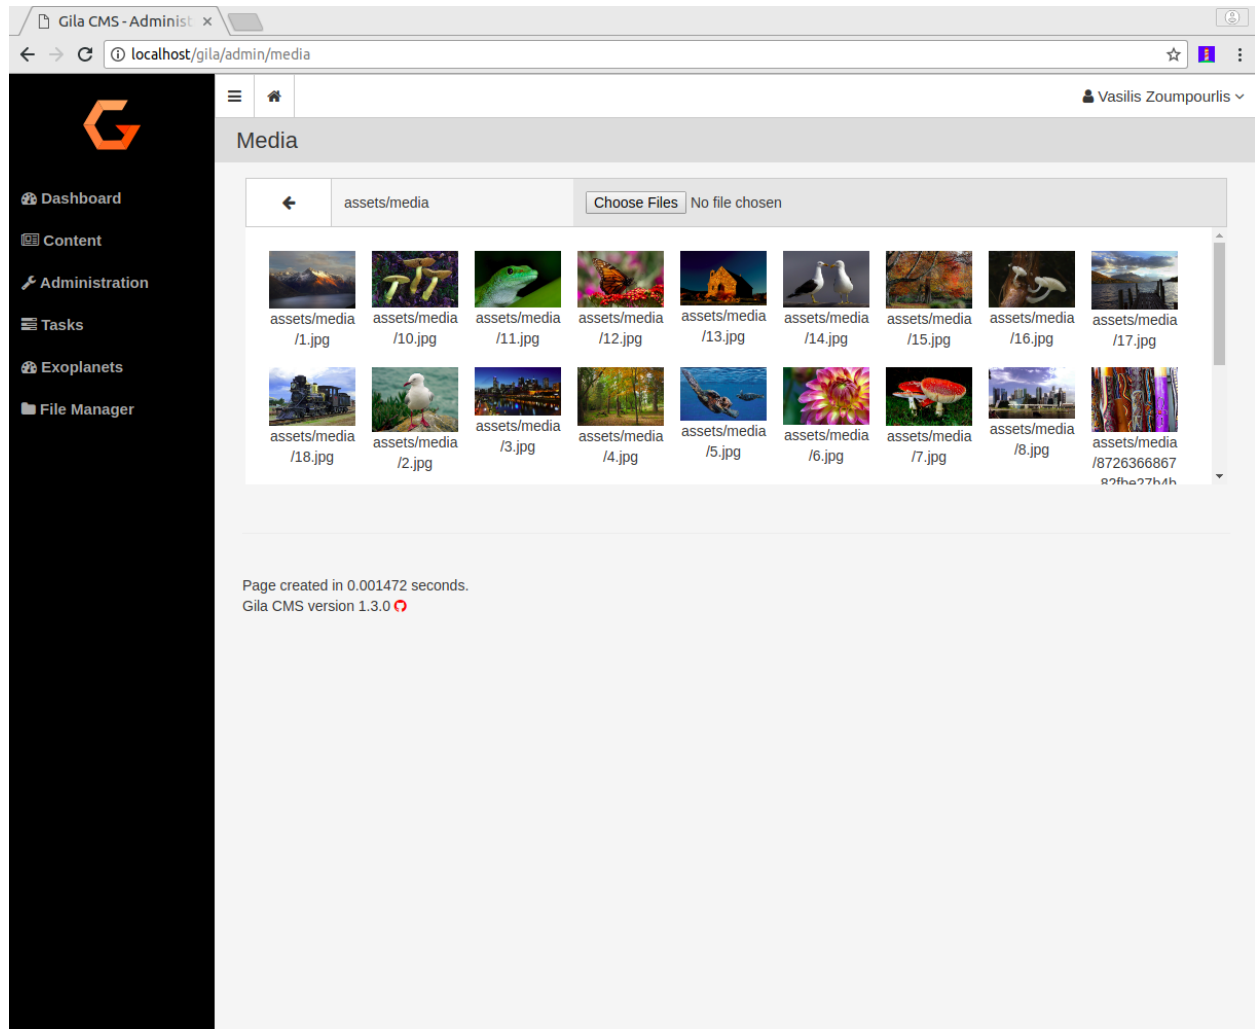 Gila CMS - Administ
localhost/gila/admin/media
Vasilis Zoumpourlis
Media
Dashboard
Content
Administration
Tasks
Exoplanets
File Manager
assets/media
Choose Files No file chosen
assets/media
/1.jpg
assets/media
/10.jpg
assets/media
/11.jpg
assets/media
/12.jpg
assets/media
/13.jpg
assets/media
/14.jpg
assets/media
/15.jpg
assets/media
/16.jpg
assets/media
/17.jpg
assets/media
/18.jpg
assets/media
/2.jpg
assets/media
/3.jpg
assets/media
/4.jpg
assets/media
/5.jpg
assets/media
/6.jpg
assets/media
/7.jpg
assets/media
/8.jpg
assets/media
/8726366867
Page created in 0.001472 seconds.
Gila CMS version 1.3.0